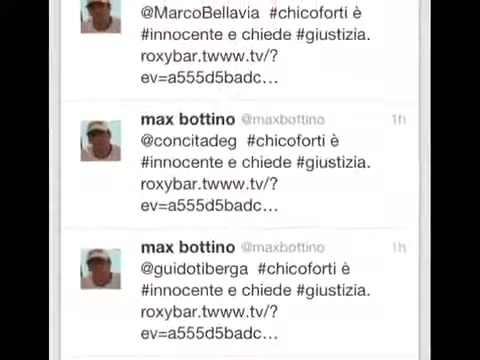 @MarcoBellavia #chicoforti è
#innocente e chiede #giustizia.
roxybar.twww.tv/?
ev=a555d5badc...
max bottino @maxbottino 1h
@concitadeg #chicoforti è
#innocente e chiede #giustizia.
roxybar.twww.tv/?
ev=a555d5badc...
max bottino @maxbottino 1h
@guidotiberga #chicoforti è
#innocente e chiede #giustizia.
roxybar.twww.tv/?
ev=a555d5badc...